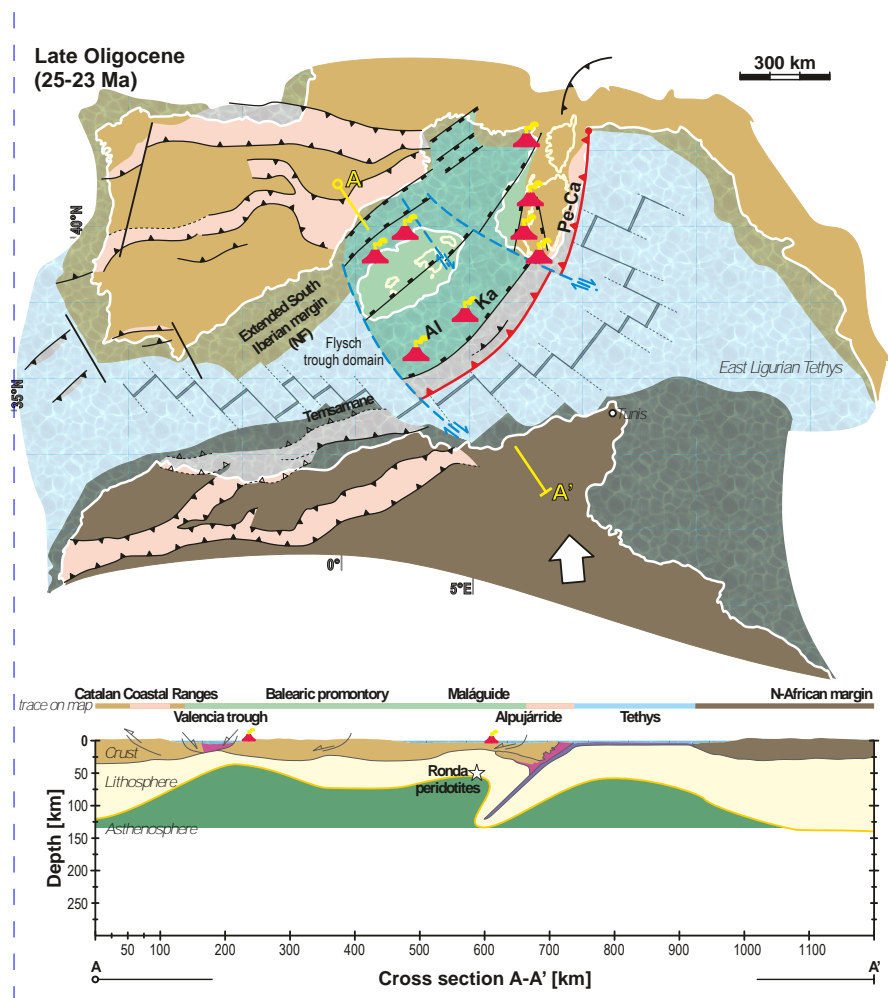 Late Oligocene
(25-23 Ma)
300 km
A
40°N
Pe-Ca
Extended South
Iberian margin
(NF)
Flysch
trough domain
Al
Ka
East Ligurian Tethys
35°N
Temsamane
Tunis
A'
0°
5°E
Catalan Coastal Ranges
Balearic promontory
Maláguide
N-African margin
trace on map
Valencia trough
Alpujárride
Tethys
0
Crust
50
Ronda
peridotites
Lithosphere
100
Asthenosphere
150
200
250
Depth [km]
50 100 200 300 400 500 600 700 800 900 1000 1100
A
A'
Cross section A-A' [km]